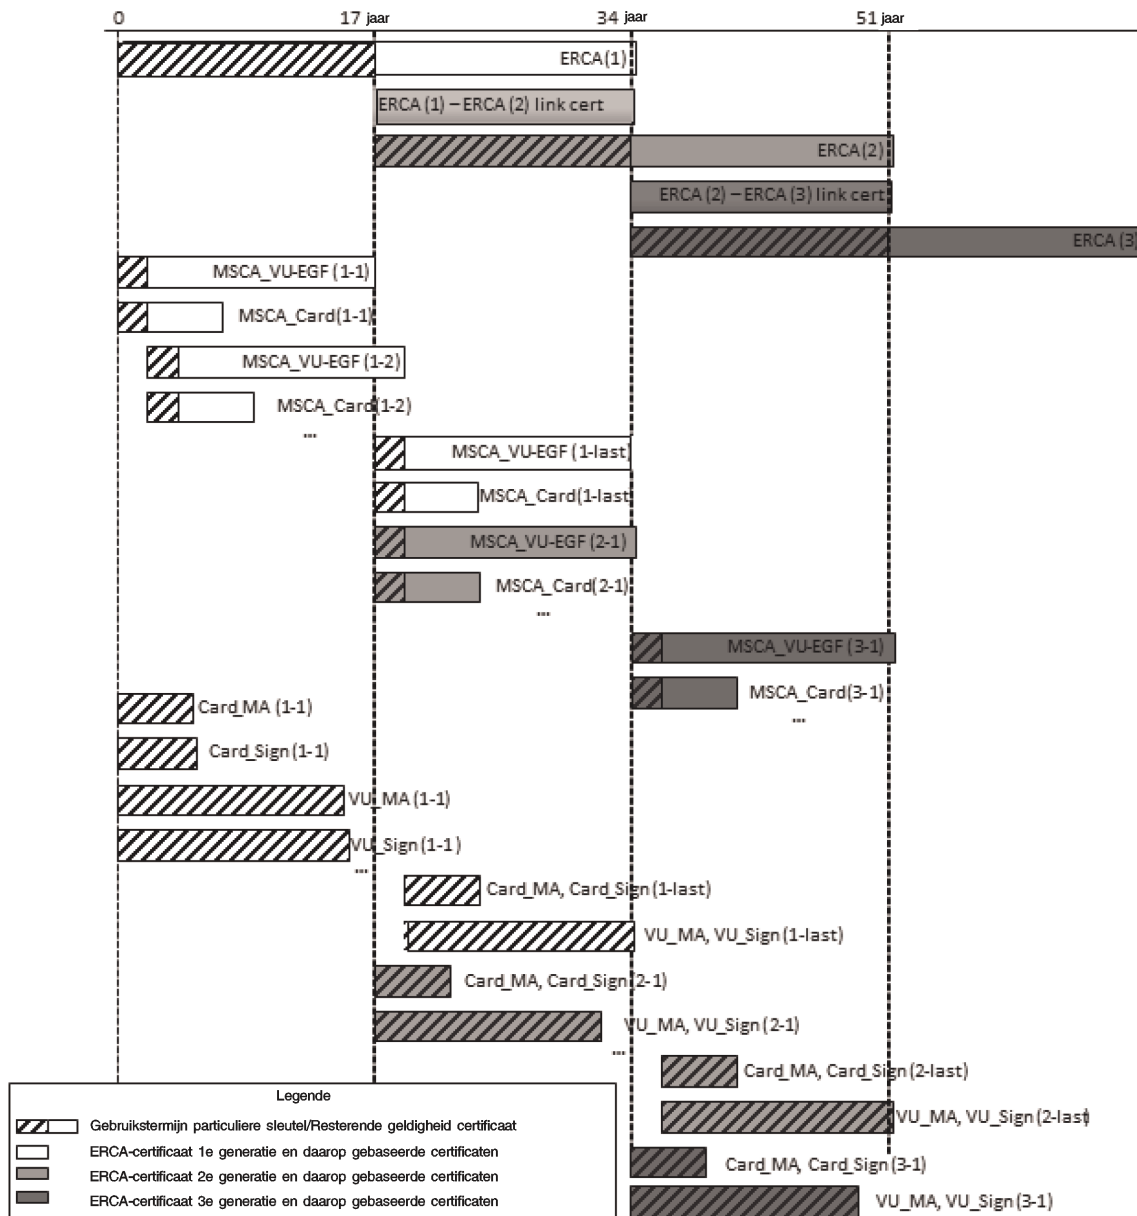 0 17 jaar 34 jaar 51 jaar
ERCA (1)
ERCA (1) – ERCA (2) link cert
ERCA (2)
ERCA (2) – ERCA (3) link cert
ERCA (3)
MSCA_VU-EGF (1-1)
MSCA_Card(1-1)
MSCA_VU-EGF (1-2)
MSCA_Card(1-2)
...
MSCA_VU-EGF (1-last)
MSCA_Card(1-last
MSCA_VU-EGF (2-1)
MSCA_Card(2-1)
...
MSCA_VU-EGF (3-1)
MSCA_Card(3-1)
...
Card_MA (1-1)
Card_Sign (1-1)
VU_MA (1-1)
VU_Sign (1-1)
...
Card_MA, Card_Sign (1-last)
VU_MA, VU_Sign (1-last)
Card_MA, Card_Sign (2-1)
VU_MA, VU_Sign (2-1)
...
Card_MA, Card_Sign (2-last)
VU_MA, VU_Sign (2-last)
Card_MA, Card_Sign (3-1)
VU_MA, VU_Sign (3-1)
Legende
Gebruikstermijn particuliere sleutel/Resterende geldigheid certificaat
ERCA-certificaat 1e generatie en daarop gebaseerde certificaten
ERCA-certificaat 2e generatie en daarop gebaseerde certificaten
ERCA-certificaat 3e generatie en daarop gebaseerde certificaten